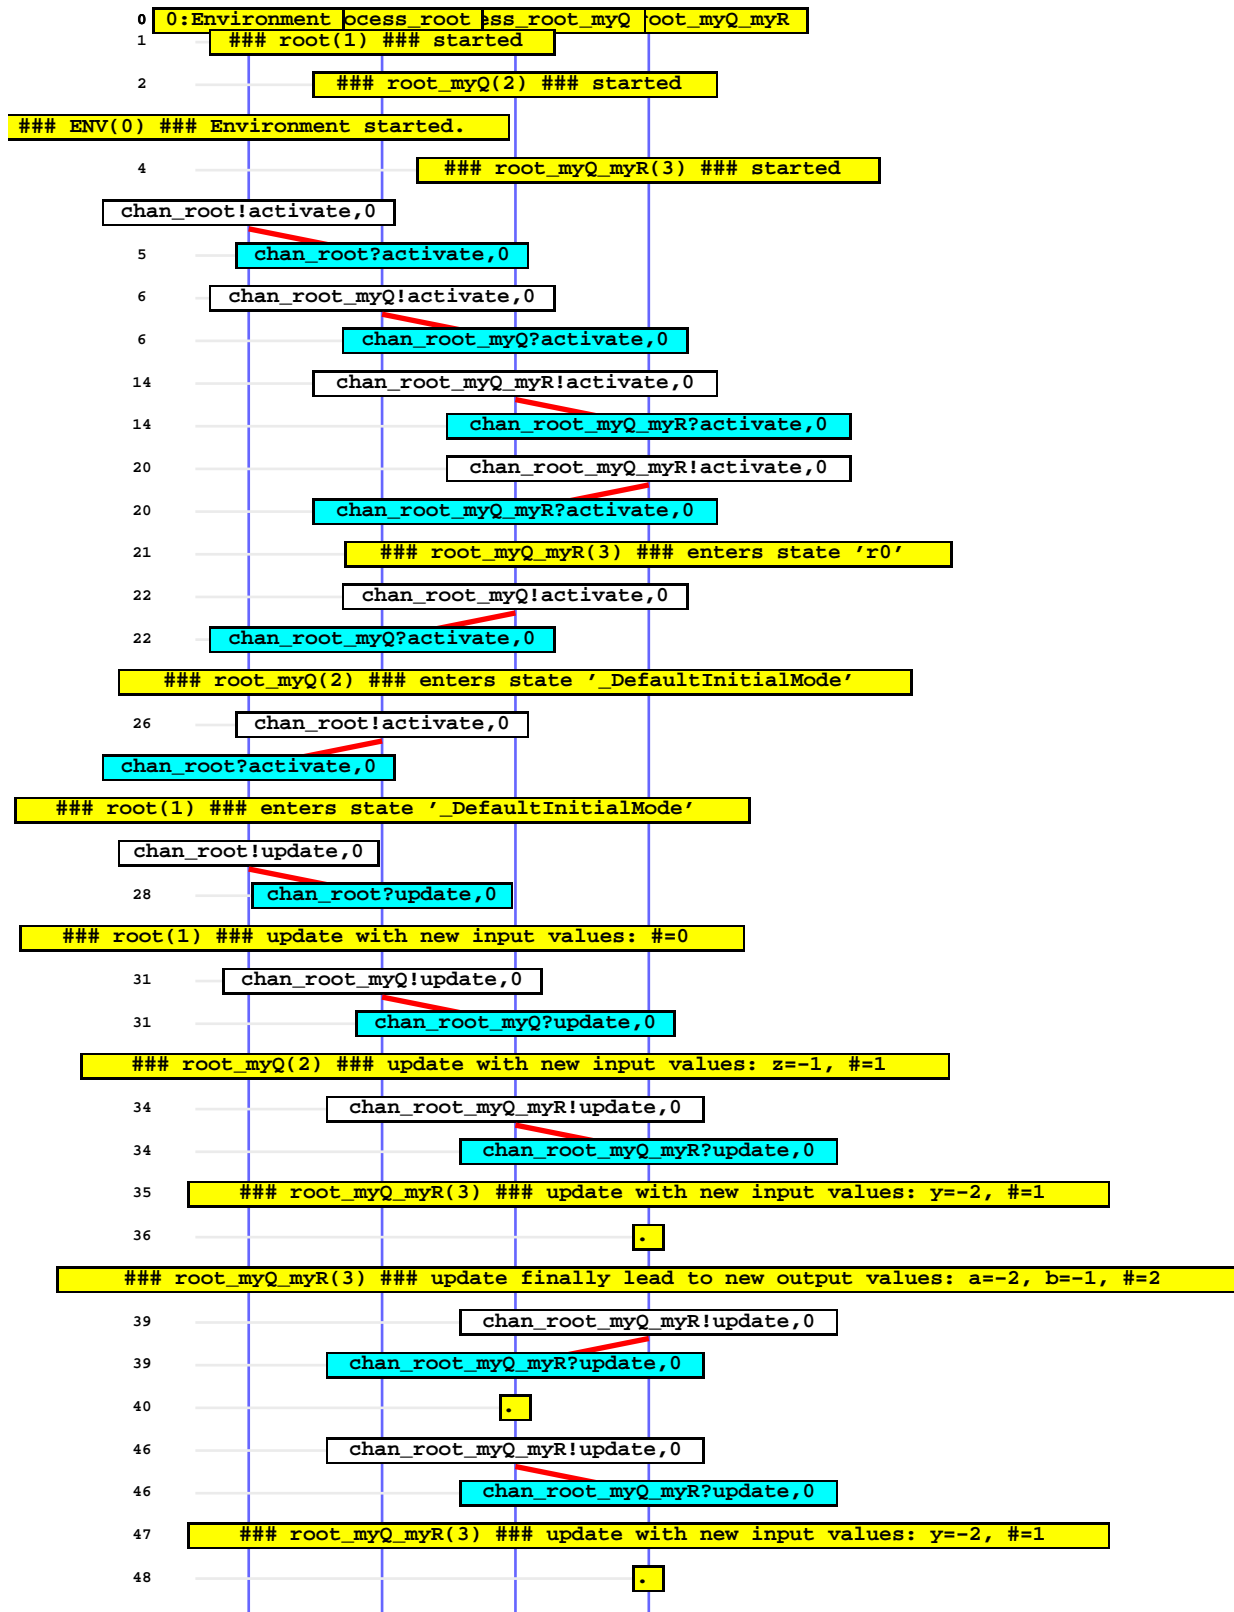 0 0:Environment ocess_root ess_root_myQ root_myQ_myR
1 ### root(1) ### started
2 ### root_myQ(2) ### started
### ENV(0) ### Environment started.
4 ### root_myQ_myR(3) ### started
chan_root!activate,0
5 chan_root?activate,0
6 chan_root_myQ!activate,0
6 chan_root_myQ?activate,0
14 chan_root_myQ_myR!activate,0
14 chan_root_myQ_myR?activate,0
20 chan_root_myQ_myR!activate,0
20 chan_root_myQ_myR?activate,0
21 ### root_myQ_myR(3) ### enters state ’r0’
22 chan_root_myQ!activate,0
22 chan_root_myQ?activate,0
### root_myQ(2) ### enters state ’_DefaultInitialMode’
26 chan_root!activate,0
chan_root?activate,0
### root(1) ### enters state ’_DefaultInitialMode’
chan_root!update,0
28 chan_root?update,0
### root(1) ### update with new input values: #=0
31 chan_root_myQ!update,0
31 chan_root_myQ?update,0
### root_myQ(2) ### update with new input values: z=-1, #=1
34 chan_root_myQ_myR!update,0
34 chan_root_myQ_myR?update,0
35 ### root_myQ_myR(3) ### update with new input values: y=-2, #=1
36 .
### root_myQ_myR(3) ### update finally lead to new output values: a=-2, b=-1, #=2
39 chan_root_myQ_myR!update,0
39 chan_root_myQ_myR?update,0
40 .
46 chan_root_myQ_myR!update,0
46 chan_root_myQ_myR?update,0
47 ### root_myQ_myR(3) ### update with new input values: y=-2, #=1
48 .